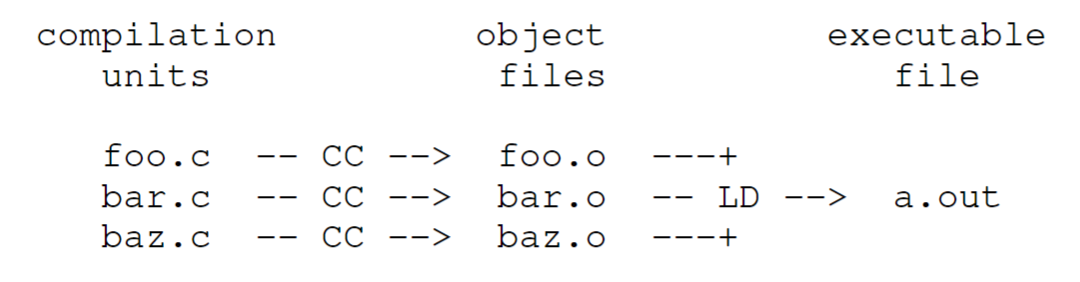 compilation object executable
units files file
foo.c -- CC --> foo.o ---+
bar.c -- CC --> bar.o -- LD --> a.out
baz.c -- CC --> baz.o ---+